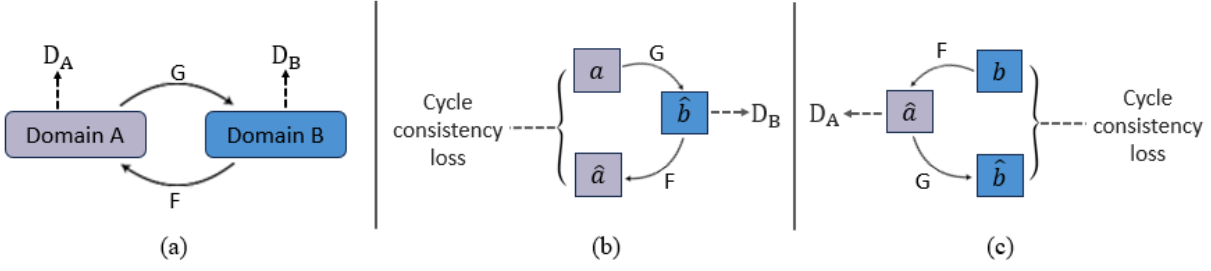 D_A
D_B
G
Domain A
Domain B
F
(a)
a
G
b̂
D_B
Cycle
consistency
loss
â
F
(b)
F
b
D_A
â
Cycle
consistency
loss
G
b̂
(c)